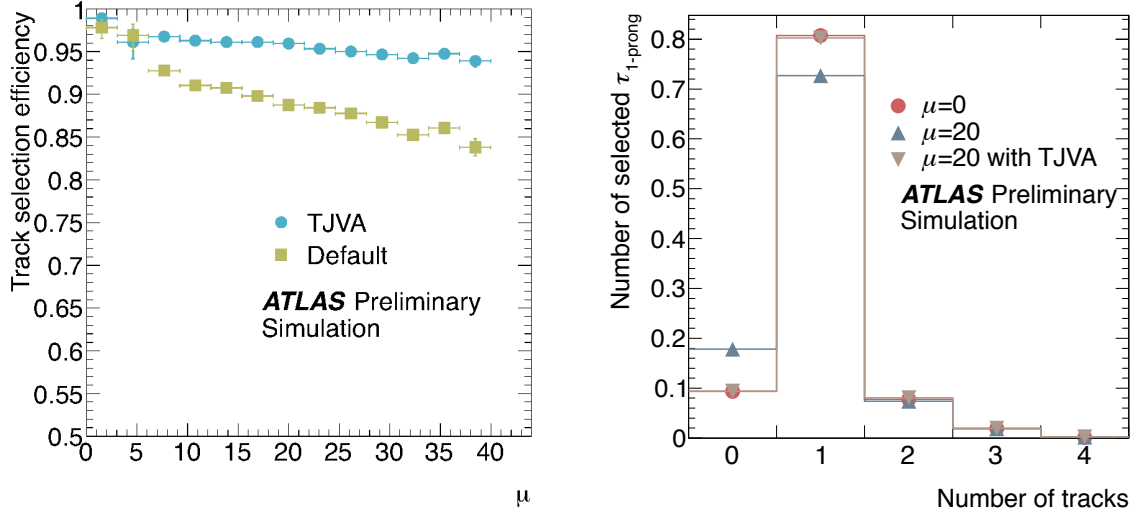 Track selection efficiency
1
0.95
0.9
0.85
0.8
0.75
0.7
0.65
0.6
0.55
0.5
TJVA
Default
ATLAS Preliminary
Simulation
0 5 10 15 20 25 30 35 40
μ
Number of selected τ1-prong
0.8
0.7
0.6
0.5
0.4
0.3
0.2
0.1
0
μ=0
μ=20
μ=20 with TJVA
ATLAS Preliminary
Simulation
0 1 2 3 4
Number of tracks